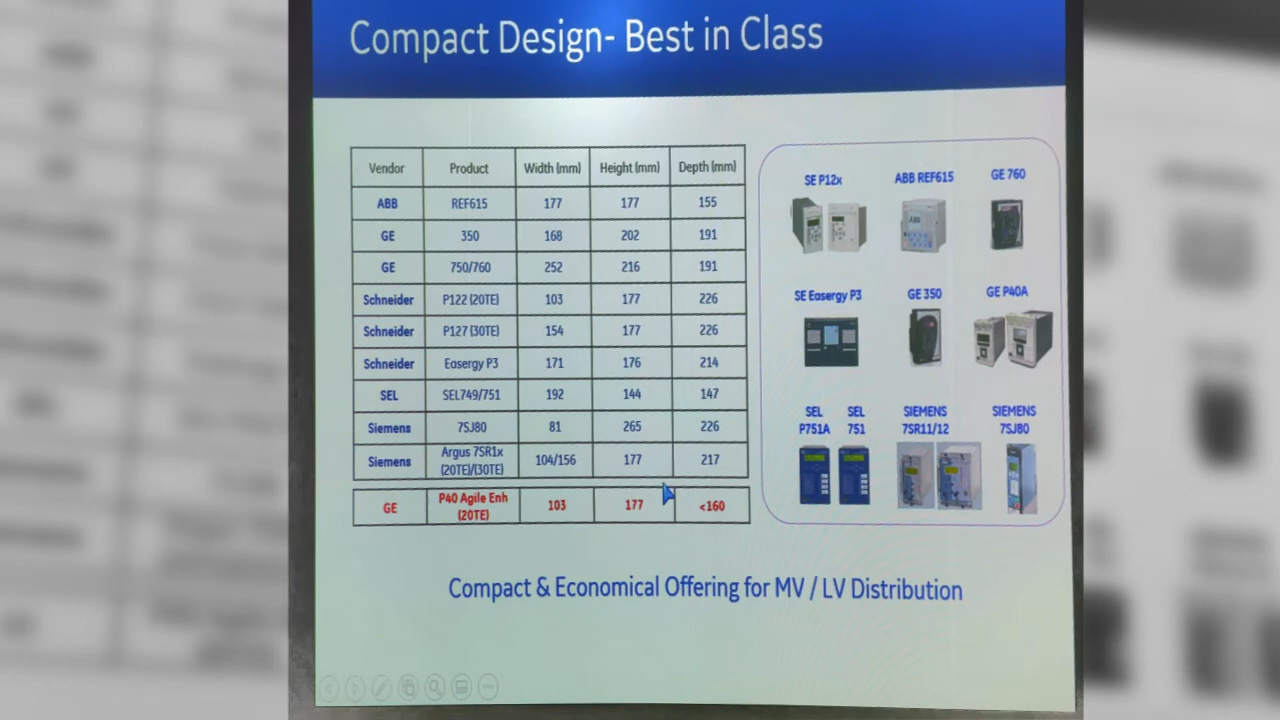 Compact Design- Best in Class
Vendor Product Width (mm) Height (mm) Depth (mm)
ABB REF615 177 177 155
GE 350 168 202 191
GE 750/760 252 216 191
Schneider P122 (20TE) 103 177 226
Schneider P127 (30TE) 154 177 226
Schneider Easergy P3 171 176 214
SEL SEL749/751 192 144 147
Siemens 7SJ80 81 265 226
Siemens Argus 7SR1x (20TE)/(30TE) 104/156 177 217
GE P40 Agile Enh (20TE) 103 177 <160
SE P12x ABB REF615 GE 760
ABB
SE Easergy P3 GE 350 GE P40A
SEL P751A SEL 751 SIEMENS 7SR11/12 SIEMENS 7SJ80
Compact & Economical Offering for MV / LV Distribution